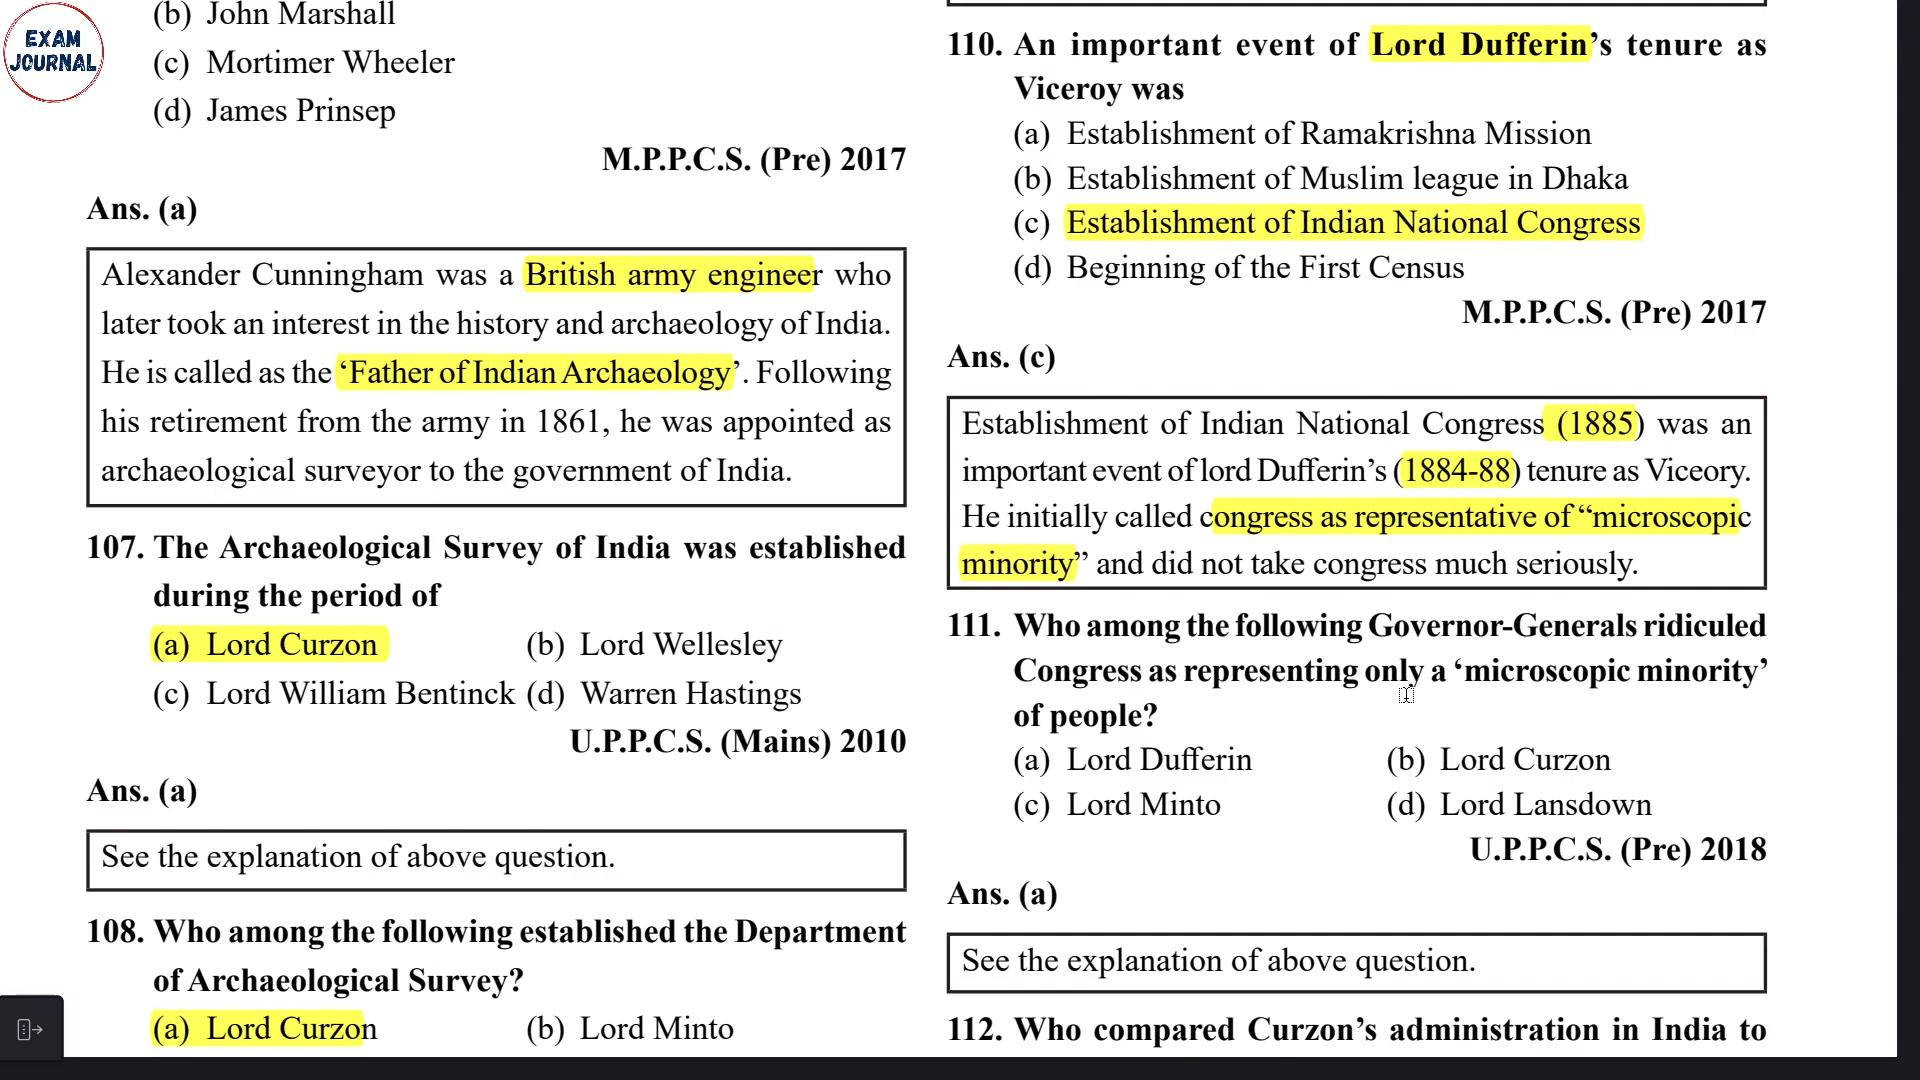 EXAM
JOURNAL
(b) John Marshall
(c) Mortimer Wheeler
(d) James Prinsep
M.P.P.C.S. (Pre) 2017
Ans. (a)
Alexander Cunningham was a British army engineer who
later took an interest in the history and archaeology of India.
He is called as the ‘Father of Indian Archaeology’. Following
his retirement from the army in 1861, he was appointed as
archaeological surveyor to the government of India.
107. The Archaeological Survey of India was established
during the period of
(a) Lord Curzon (b) Lord Wellesley
(c) Lord William Bentinck (d) Warren Hastings
U.P.P.C.S. (Mains) 2010
Ans. (a)
See the explanation of above question.
108. Who among the following established the Department
of Archaeological Survey?
(a) Lord Curzon (b) Lord Minto
110. An important event of Lord Dufferin’s tenure as
Viceroy was
(a) Establishment of Ramakrishna Mission
(b) Establishment of Muslim league in Dhaka
(c) Establishment of Indian National Congress
(d) Beginning of the First Census
M.P.P.C.S. (Pre) 2017
Ans. (c)
Establishment of Indian National Congress (1885) was an
important event of lord Dufferin’s (1884-88) tenure as Viceory.
He initially called congress as representative of “microscopic
minority” and did not take congress much seriously.
111. Who among the following Governor-Generals ridiculed
Congress as representing only a ‘microscopic minority’
of people?
(a) Lord Dufferin (b) Lord Curzon
(c) Lord Minto (d) Lord Lansdown
U.P.P.C.S. (Pre) 2018
Ans. (a)
See the explanation of above question.
112. Who compared Curzon’s administration in India to